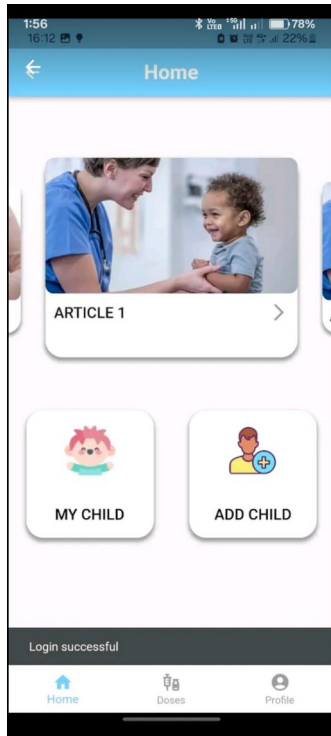 1:56 78%
16:12 22%
Home
ARTICLE 1
MY CHILD
ADD CHILD
Login successful
Home Doses Profile